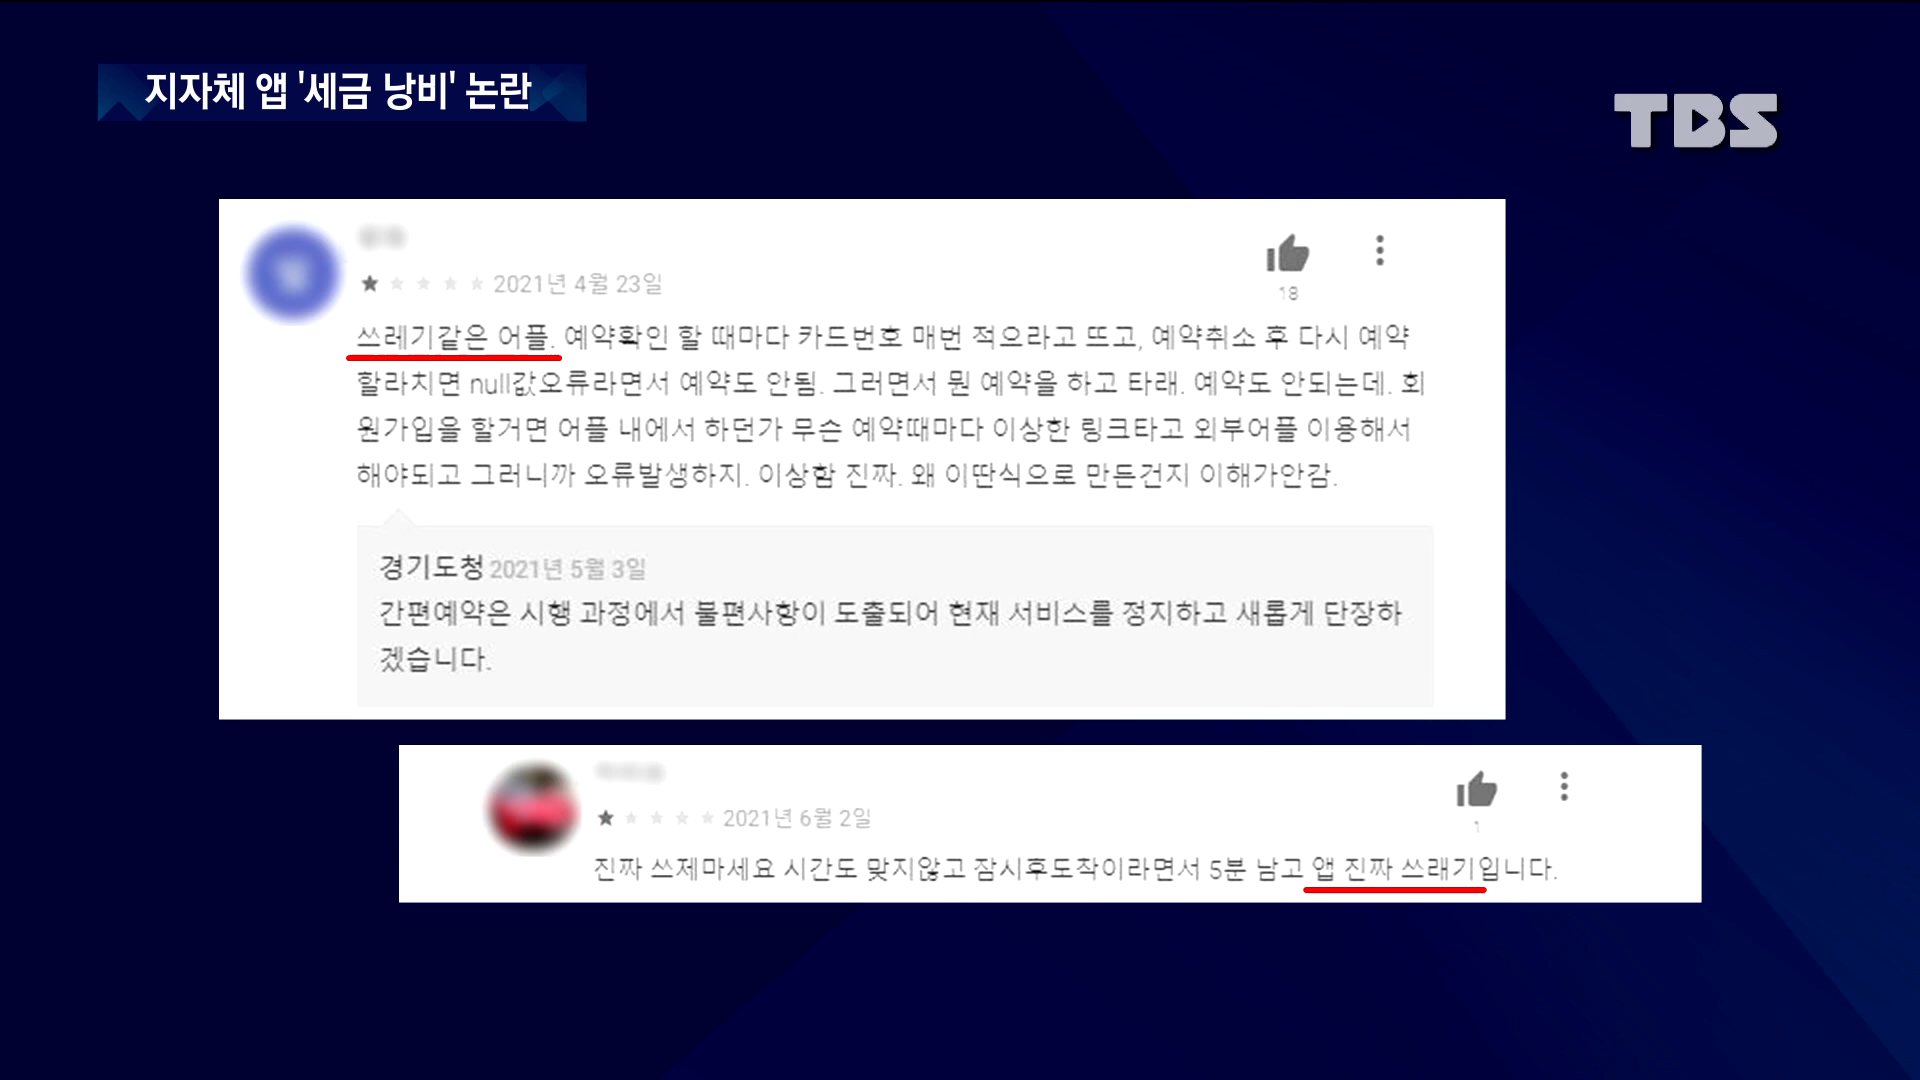 지자체 앱 '세금 낭비' 논란
TBS
2021년 4월 23일
18
쓰레기같은 어플. 예약확인 할 때마다 카드번호 매번 적으라고 뜨고, 예약취소 후 다시 예약
할라치면 null값오류라면서 예약도 안됨. 그러면서 뭔 예약을 하고 타래. 예약도 안되는데. 회
원가입을 할거면 어플 내에서 하던가 무슨 예약때마다 이상한 링크타고 외부어플 이용해서
해야되고 그러니까 오류발생하지. 이상함 진짜. 왜 이딴식으로 만든건지 이해가안감.
경기도청 2021년 5월 3일
간편예약은 시행 과정에서 불편사항이 도출되어 현재 서비스를 정지하고 새롭게 단장하
겠습니다.
2021년 6월 2일
1
진짜 쓰제마세요 시간도 맞지않고 잠시후도착이라면서 5분 남고 앱 진짜 쓰래기입니다.